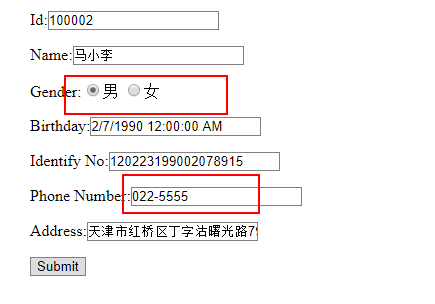 Id:100002
Name:马小李
Gender: 男 女
Birthday:2/7/1990 12:00:00 AM
Identify No:120223199002078915
Phone Number:022-5555
Address:天津市红桥区丁字沽曙光路79
Submit